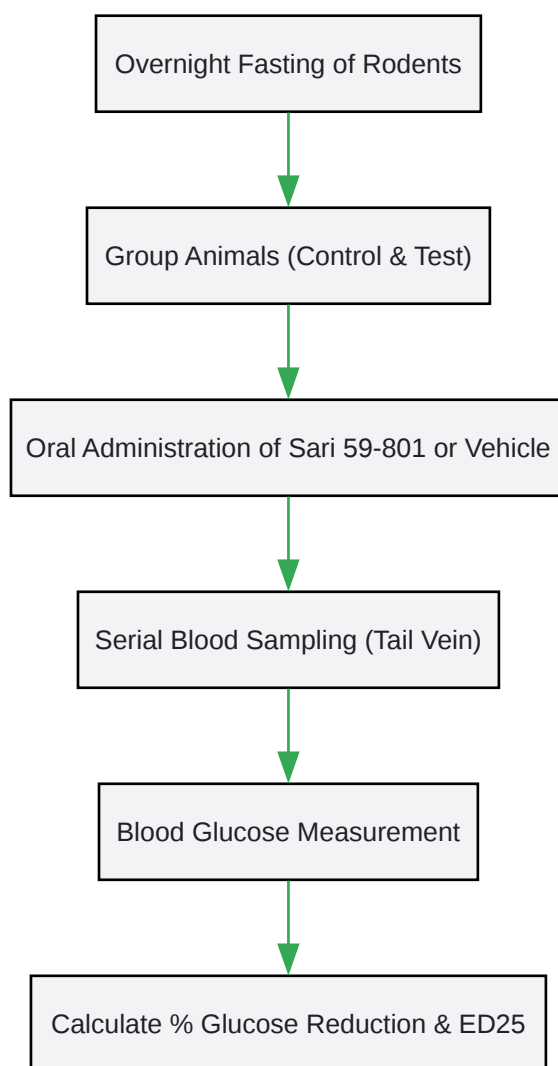 Overnight Fasting of Rodents
Group Animals (Control & Test)
Oral Administration of Sari 59-801 or Vehicle
Serial Blood Sampling (Tail Vein)
Blood Glucose Measurement
Calculate % Glucose Reduction & ED25